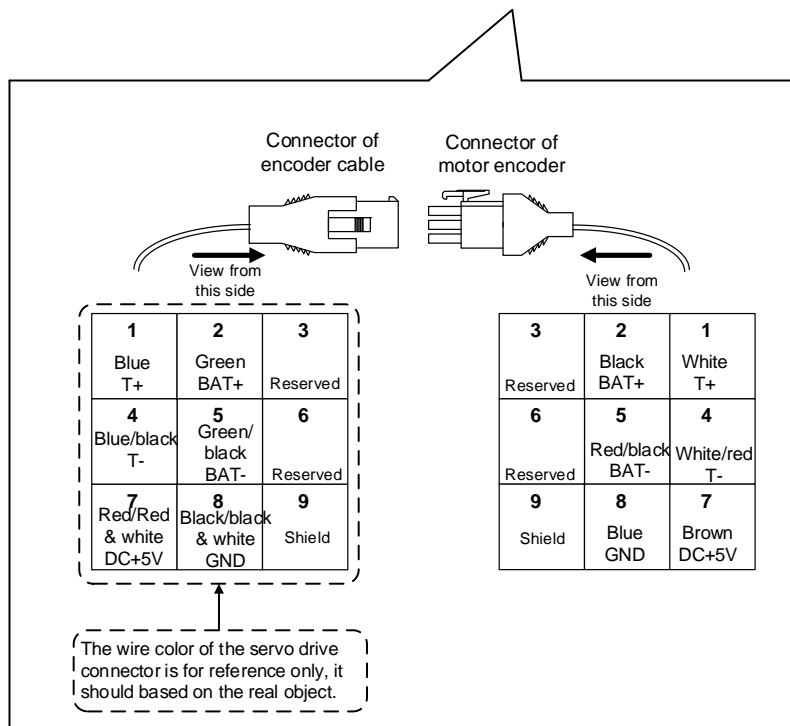 Connector of
encoder cable
Connector of
motor encoder
View from
this side
View from
this side
1
Blue
T+
2
Green
BAT+
3
Reserved
4
Blue/black
T-
5
Green/
black
BAT-
6
Reserved
7
Red/Red
& white
DC+5V
8
Black/black
& white
GND
9
Shield
3
Reserved
2
Black
BAT+
1
White
T+
6
Reserved
5
Red/black
BAT-
4
White/red
T-
9
Shield
8
Blue
GND
7
Brown
DC+5V
The wire color of the servo drive
connector is for reference only, it
should based on the real object.